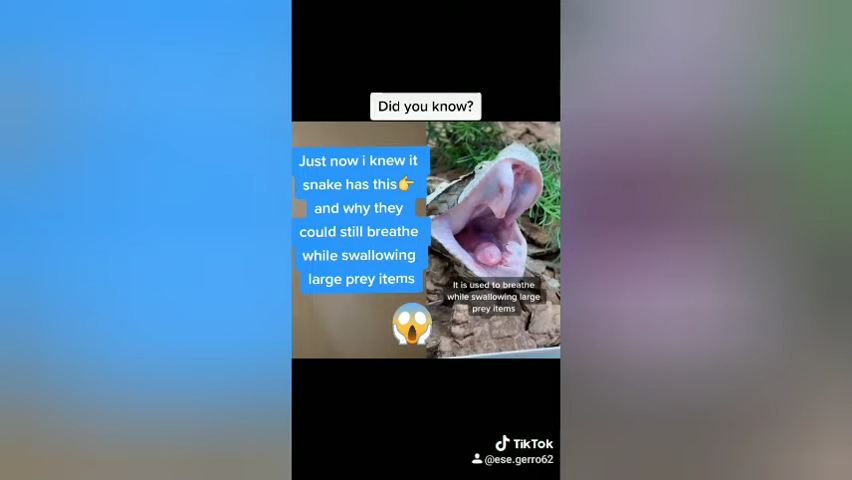 Did you know?
Just now i knew it
snake has this👉
and why they
could still breathe
while swallowing
large prey items
It is used to breathe
while swallowing large
prey items
TikTok
@ese.gerro62